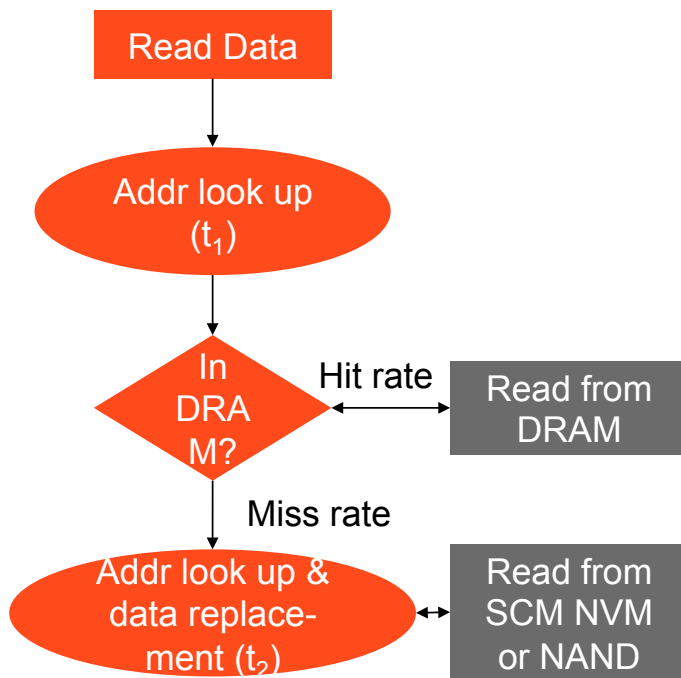 Read Data
Addr look up
(t₁)
In
DRA
M?
Hit rate
Read from
DRAM
Miss rate
Addr look up &
data replace-
ment (t₂)
Read from
SCM NVM
or NAND